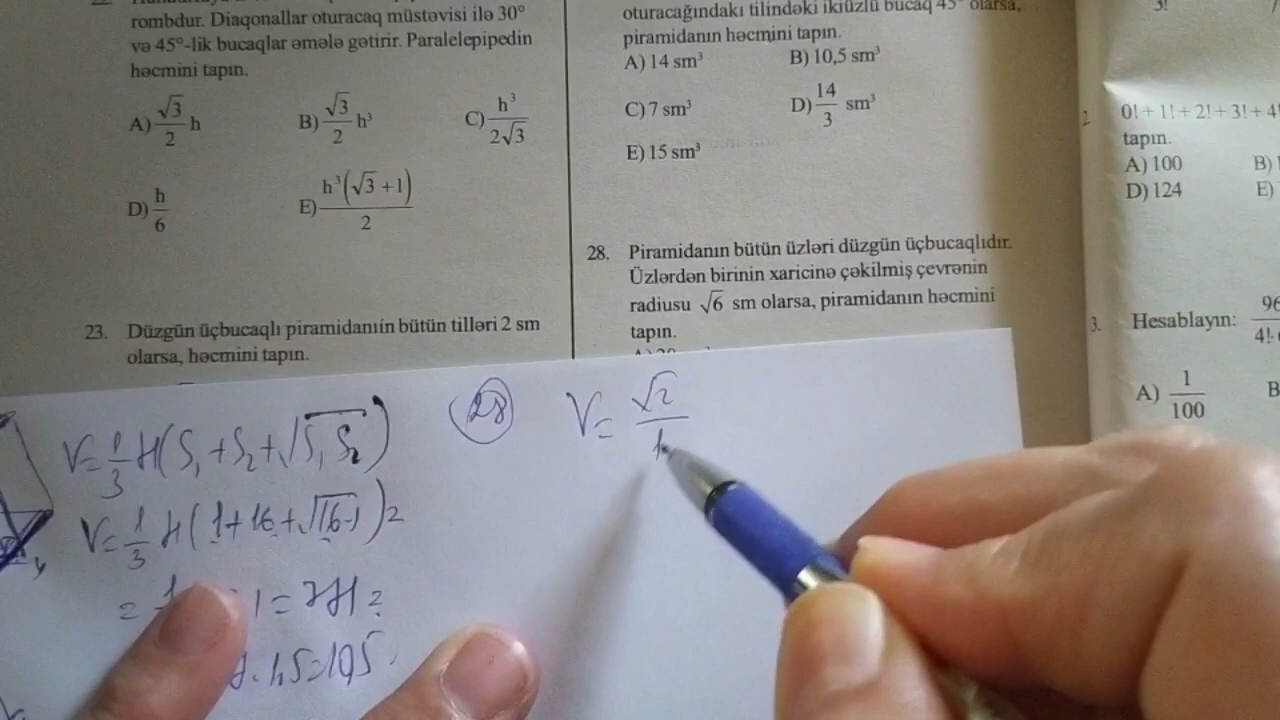 rombdur. Diaqonallar oturacaq müstəvisi ilə 30°
və 45°-lik bucaqlar əmələ gətirir. Paralelepipedin
həcmini tapın.
A) √3/2 h
B) √3/2 h³
C) h³/2√3
D) h/6
E) h³(√3+1)/2
23. Düzgün üçbucaqlı piramidanıın bütün tilləri 2 sm
olarsa, həcmini tapın.
oturacağındakı tilindəki ikiüzlü bucaq 45° olarsa,
piramidanın həcmini tapın.
A) 14 sm³
B) 10,5 sm³
C) 7 sm³
D) 14/3 sm³
E) 15 sm³
28. Piramidanın bütün üzləri düzgün üçbucaqlıdır.
Üzlərdən birinin xaricinə çəkilmiş çevrənin
radiusu √6 sm olarsa, piramidanın həcmini
tapın.
3!
2 0! + 1! + 2! + 3! + 4!
tapın.
A) 100
B)
D) 124
E)
3. Hesablayın: 96
4!·
A) 1/100
B
V=1/3 H(S₁+S₂+√S₁S₂)
V=1/3 H(1+16+√16·1)=
28
V= √2